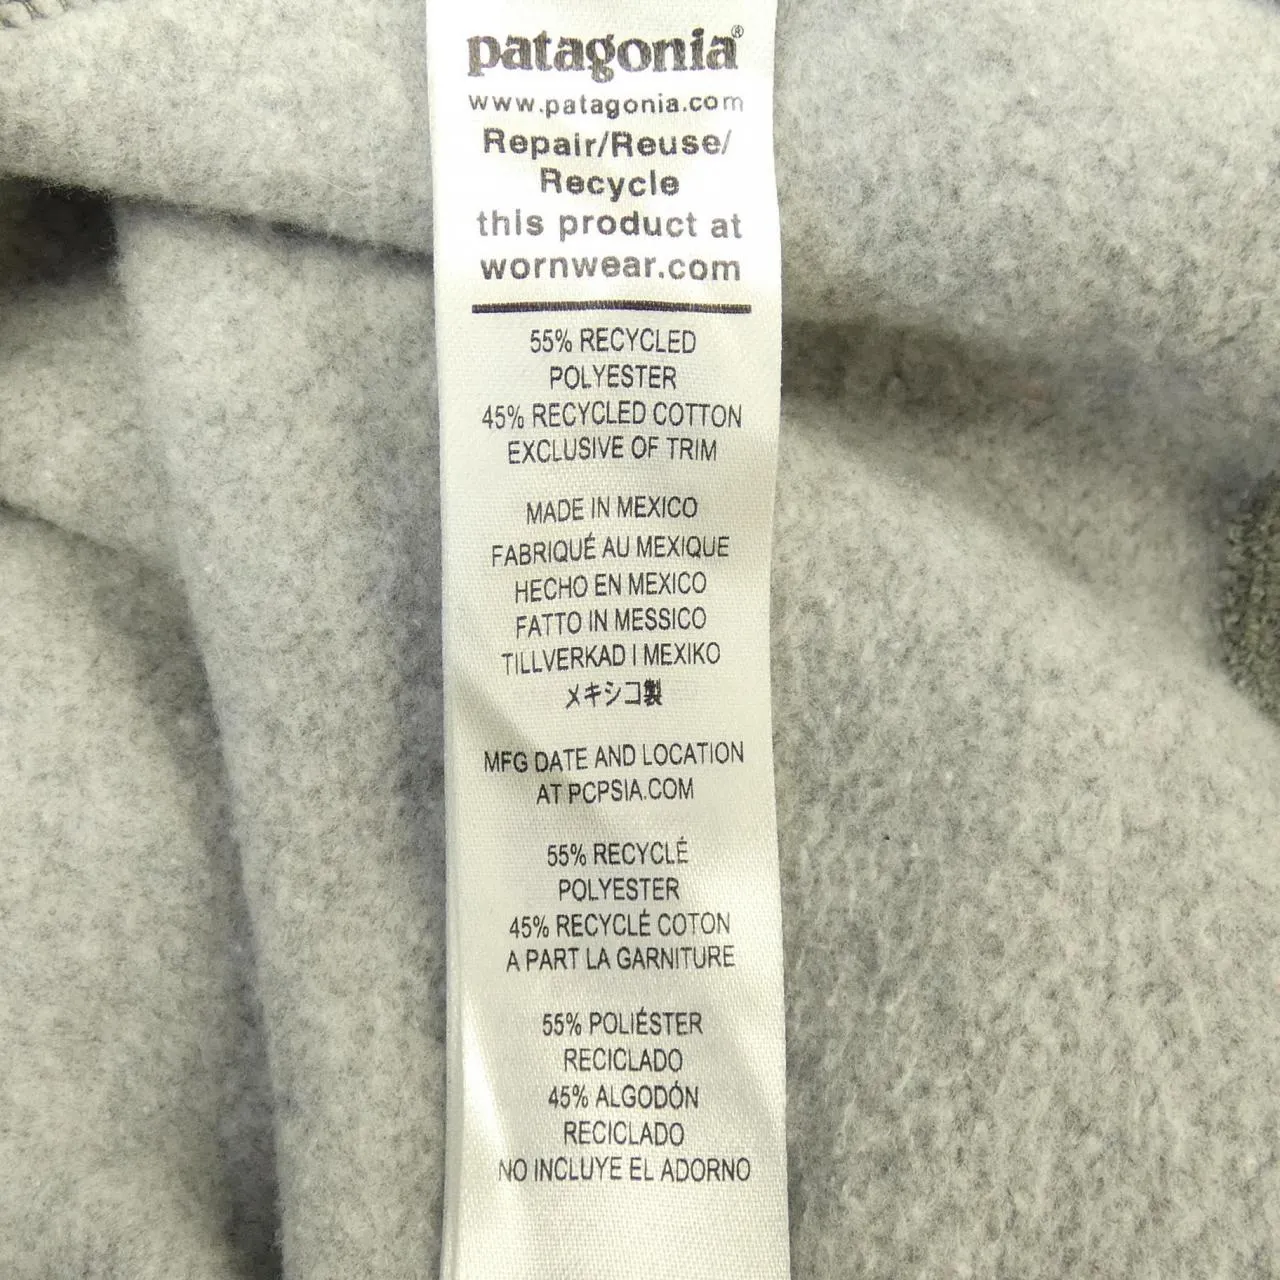 patagonia®
www.patagonia.com
Repair/Reuse/
Recycle
this product at
wornwear.com
55% RECYCLED
POLYESTER
45% RECYCLED COTTON
EXCLUSIVE OF TRIM
MADE IN MEXICO
FABRIQUÉ AU MEXIQUE
HECHO EN MEXICO
FATTO IN MESSICO
TILLVERKAD I MEXIKO
メキシコ製
MFG DATE AND LOCATION
AT PCPSIA.COM
55% RECYCLÉ
POLYESTER
45% RECYCLÉ COTON
A PART LA GARNITURE
55% POLIÉSTER
RECICLADO
45% ALGODÓN
RECICLADO
NO INCLUYE EL ADORNO